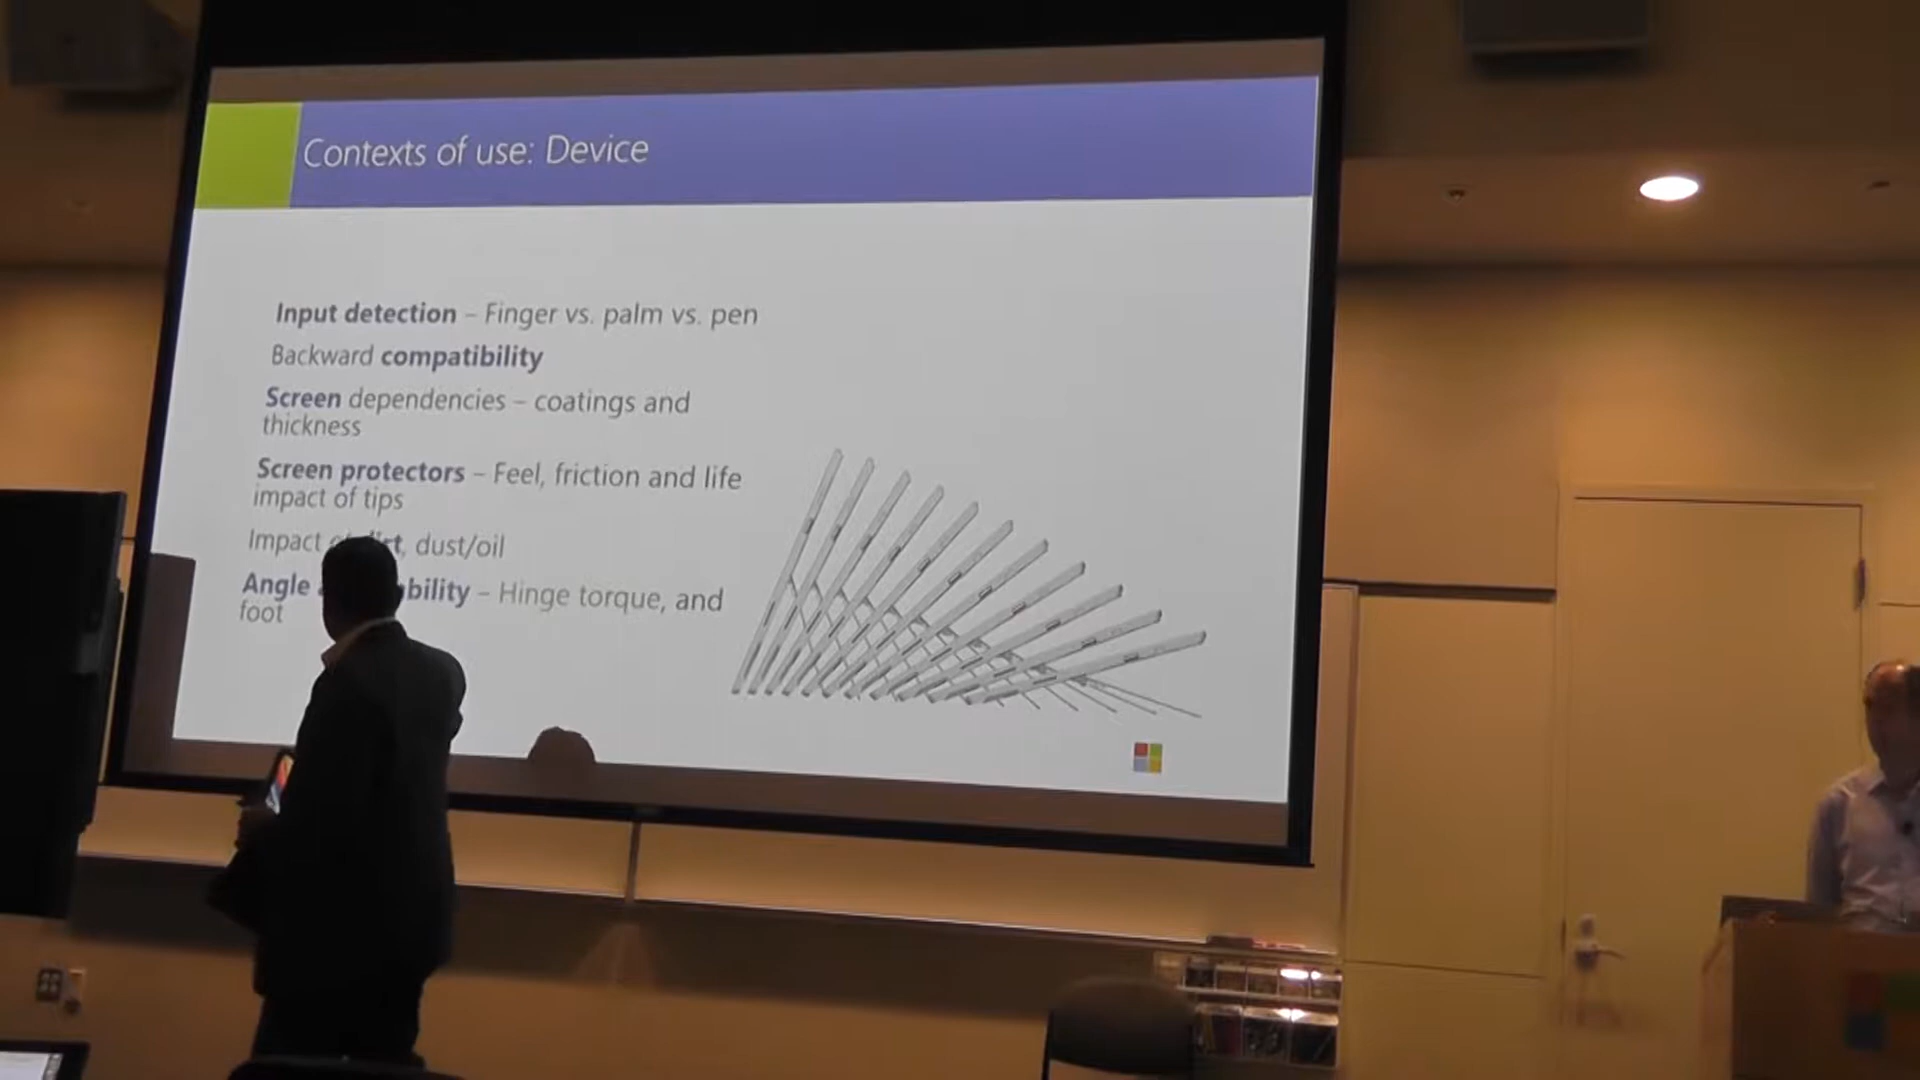 Contexts of use: Device
Input detection – Finger vs. palm vs. pen
Backward compatibility
Screen dependencies – coatings and
thickness
Screen protectors – Feel, friction and life
impact of tips
Impact dust/oil
Angle – Hinge torque, and
foot